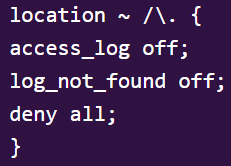 location ~ /\. {
access_log off;
log_not_found off;
deny all;
}